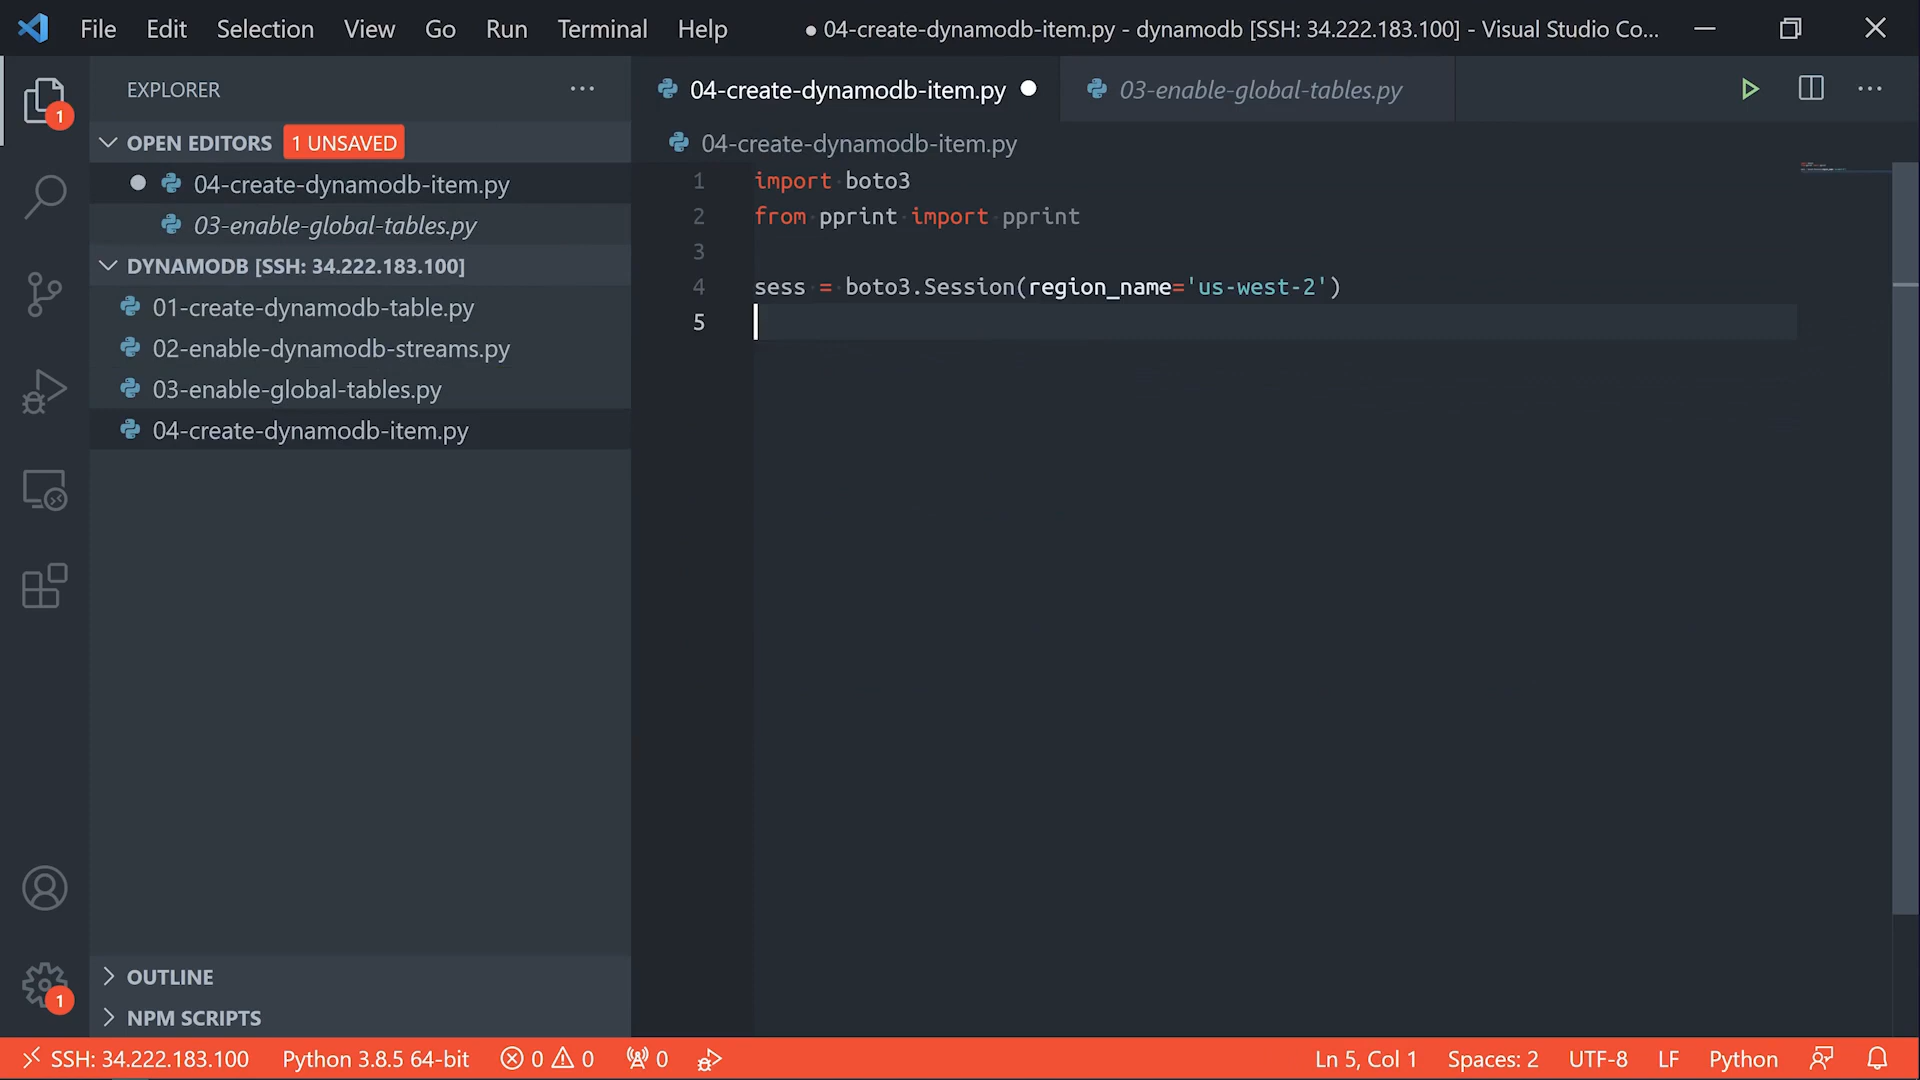 File Edit Selection View Go Run Terminal Help ● 04-create-dynamodb-item.py - dynamodb [SSH: 34.222.183.100] - Visual Studio Co...
EXPLORER
1
OPEN EDITORS 1 UNSAVED
04-create-dynamodb-item.py
03-enable-global-tables.py
DYNAMODB [SSH: 34.222.183.100]
01-create-dynamodb-table.py
02-enable-dynamodb-streams.py
03-enable-global-tables.py
04-create-dynamodb-item.py
OUTLINE
1
NPM SCRIPTS
04-create-dynamodb-item.py 03-enable-global-tables.py
04-create-dynamodb-item.py
1 import boto3
2 from pprint import pprint
3
4 sess = boto3.Session(region_name='us-west-2')
5
SSH: 34.222.183.100 Python 3.8.5 64-bit 0 0 0 Ln 5, Col 1 Spaces: 2 UTF-8 LF Python